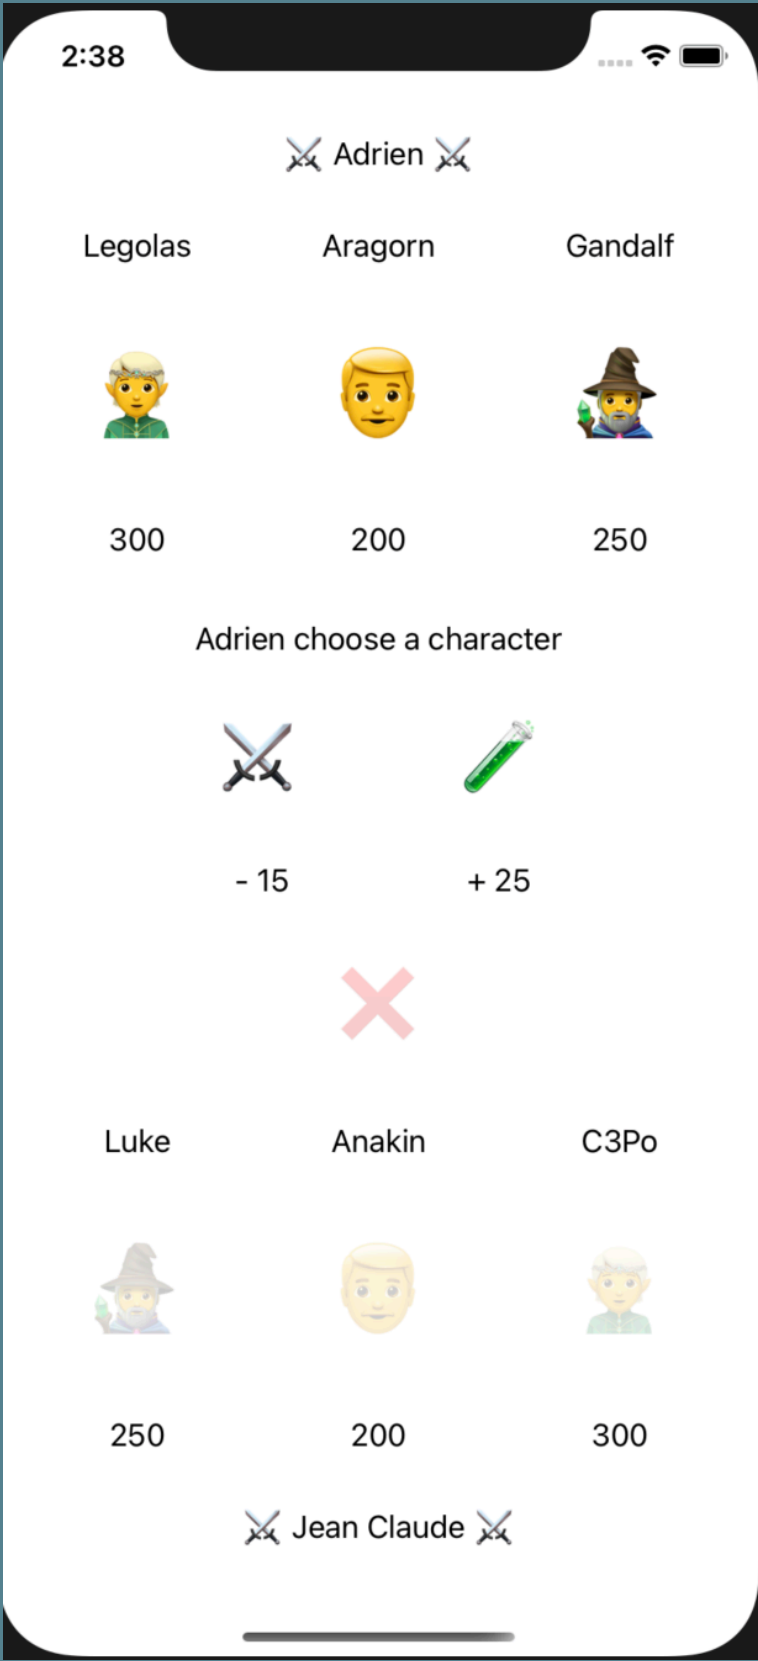 2:38
Adrien
Legolas Aragorn Gandalf
300 200 250
Adrien choose a character
- 15 + 25
Luke Anakin C3Po
250 200 300
Jean Claude